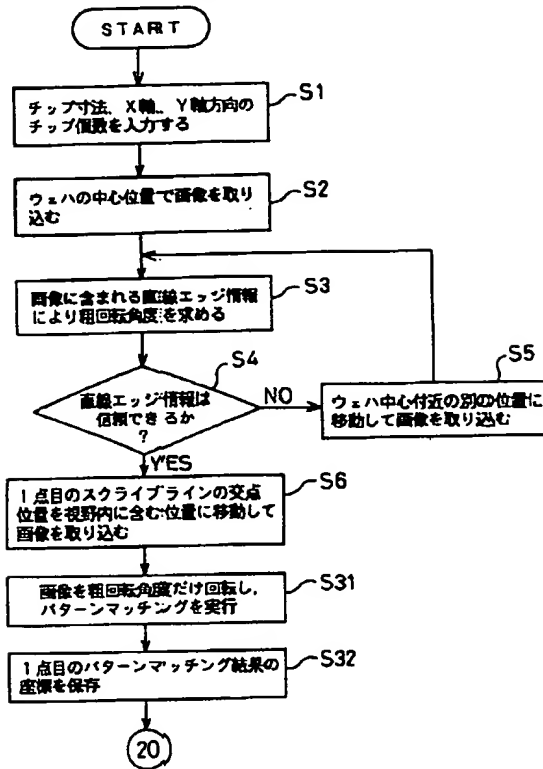 START
S1
チップ寸法、X軸、Y軸方向の
チップ個数を入力する
S2
ウェハの中心位置で画像を取り
込む
S3
画像に含まれる直線エッジ情報
により粗回転角度を求める
S4
直線エッジ情報は
信頼できるか
?
NO
S5
ウェハ中心付近の別の位置に
移動して画像を取り込む
YES
S6
1点目のスクライブラインの交点
位置を視野内に含む位置に移動して
画像を取り込む
S31
画像を粗回転角度だけ回転し、
パターンマッチングを実行
S32
1点目のパターンマッチング結果の
座標を保存
20